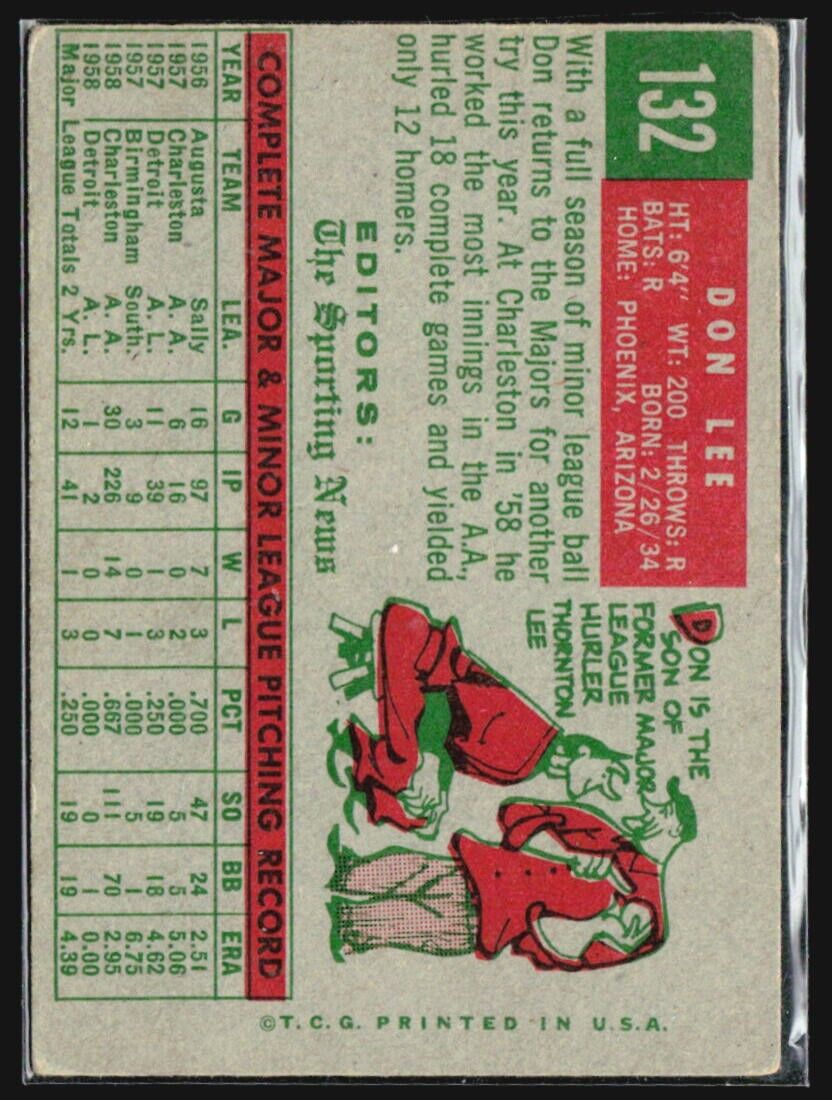 132
DON LEE
HT: 6'4" WT: 200 THROWS: R
BATS: R BORN: 2/26/34
HOME: PHOENIX, ARIZONA
With a full season of minor league ball
Don returns to the Majors for another
try this year. At Charleston in '58 he
worked the most innings in the A.A.,
hurled 18 complete games and yielded
only 12 homers.
EDITORS:
The Sporting News
DON IS THE
SON OF
FORMER MAJOR
LEAGUE
HURLER
THORNTON
LEE
COMPLETE MAJOR & MINOR LEAGUE PITCHING RECORD
YEAR TEAM LEA. G IP W L PCT SO BB ERA
1956 Augusta Sally 16 97 7 3 .700 47 24 2.51
1957 Charleston A. A. 6 16 0 2 .000 5 5 5.06
1957 Detroit A. L. 11 39 1 3 .250 19 18 4.62
1957 Birmingham South. 3 9 0 1 .000 5 1 6.75
1958 Charleston A. A. 30 226 14 7 .667 111 70 2.95
1958 Detroit A. L. 1 2 0 0 .000 0 1 0.00
Major League Totals 2 Yrs. 12 41 1 3 .250 19 19 4.39
©T.C.G. PRINTED IN U.S.A.